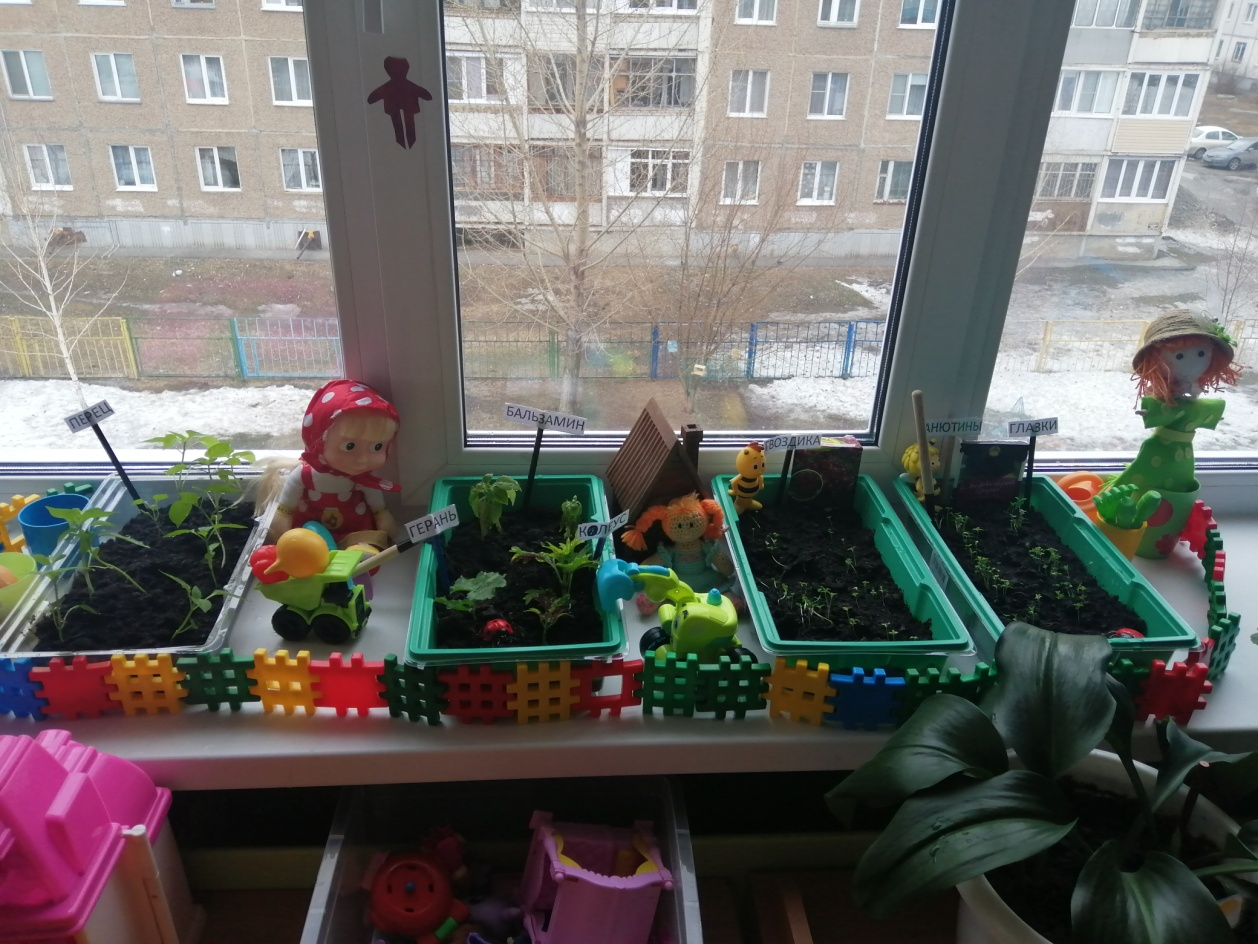 ПЕРЕЦ
БАЛЬЗАМИН
ГЕРАНЬ
КОЛЕУС
ГВОЗДИКА
АНЮТИНЫ
ГЛАЗКИ